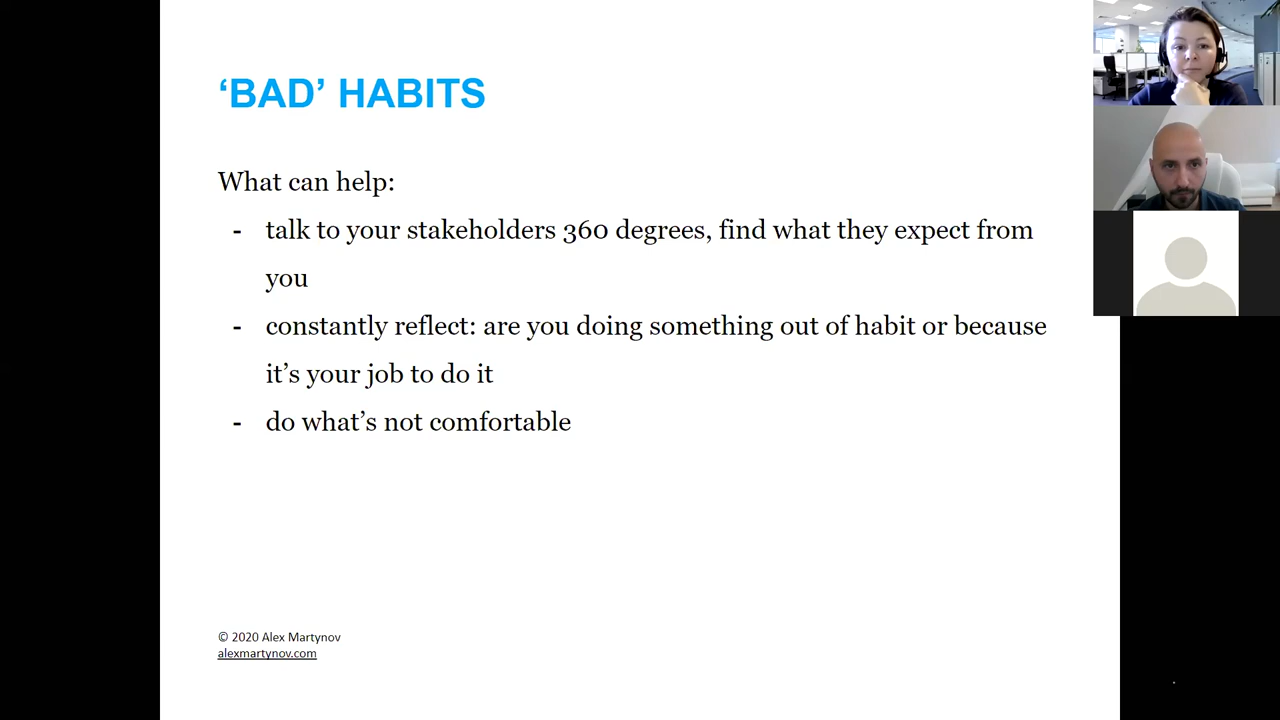 ‘BAD’ HABITS
What can help:
- talk to your stakeholders 360 degrees, find what they expect from
you
- constantly reflect: are you doing something out of habit or because
it’s your job to do it
- do what’s not comfortable
© 2020 Alex Martynov
alexmartynov.com